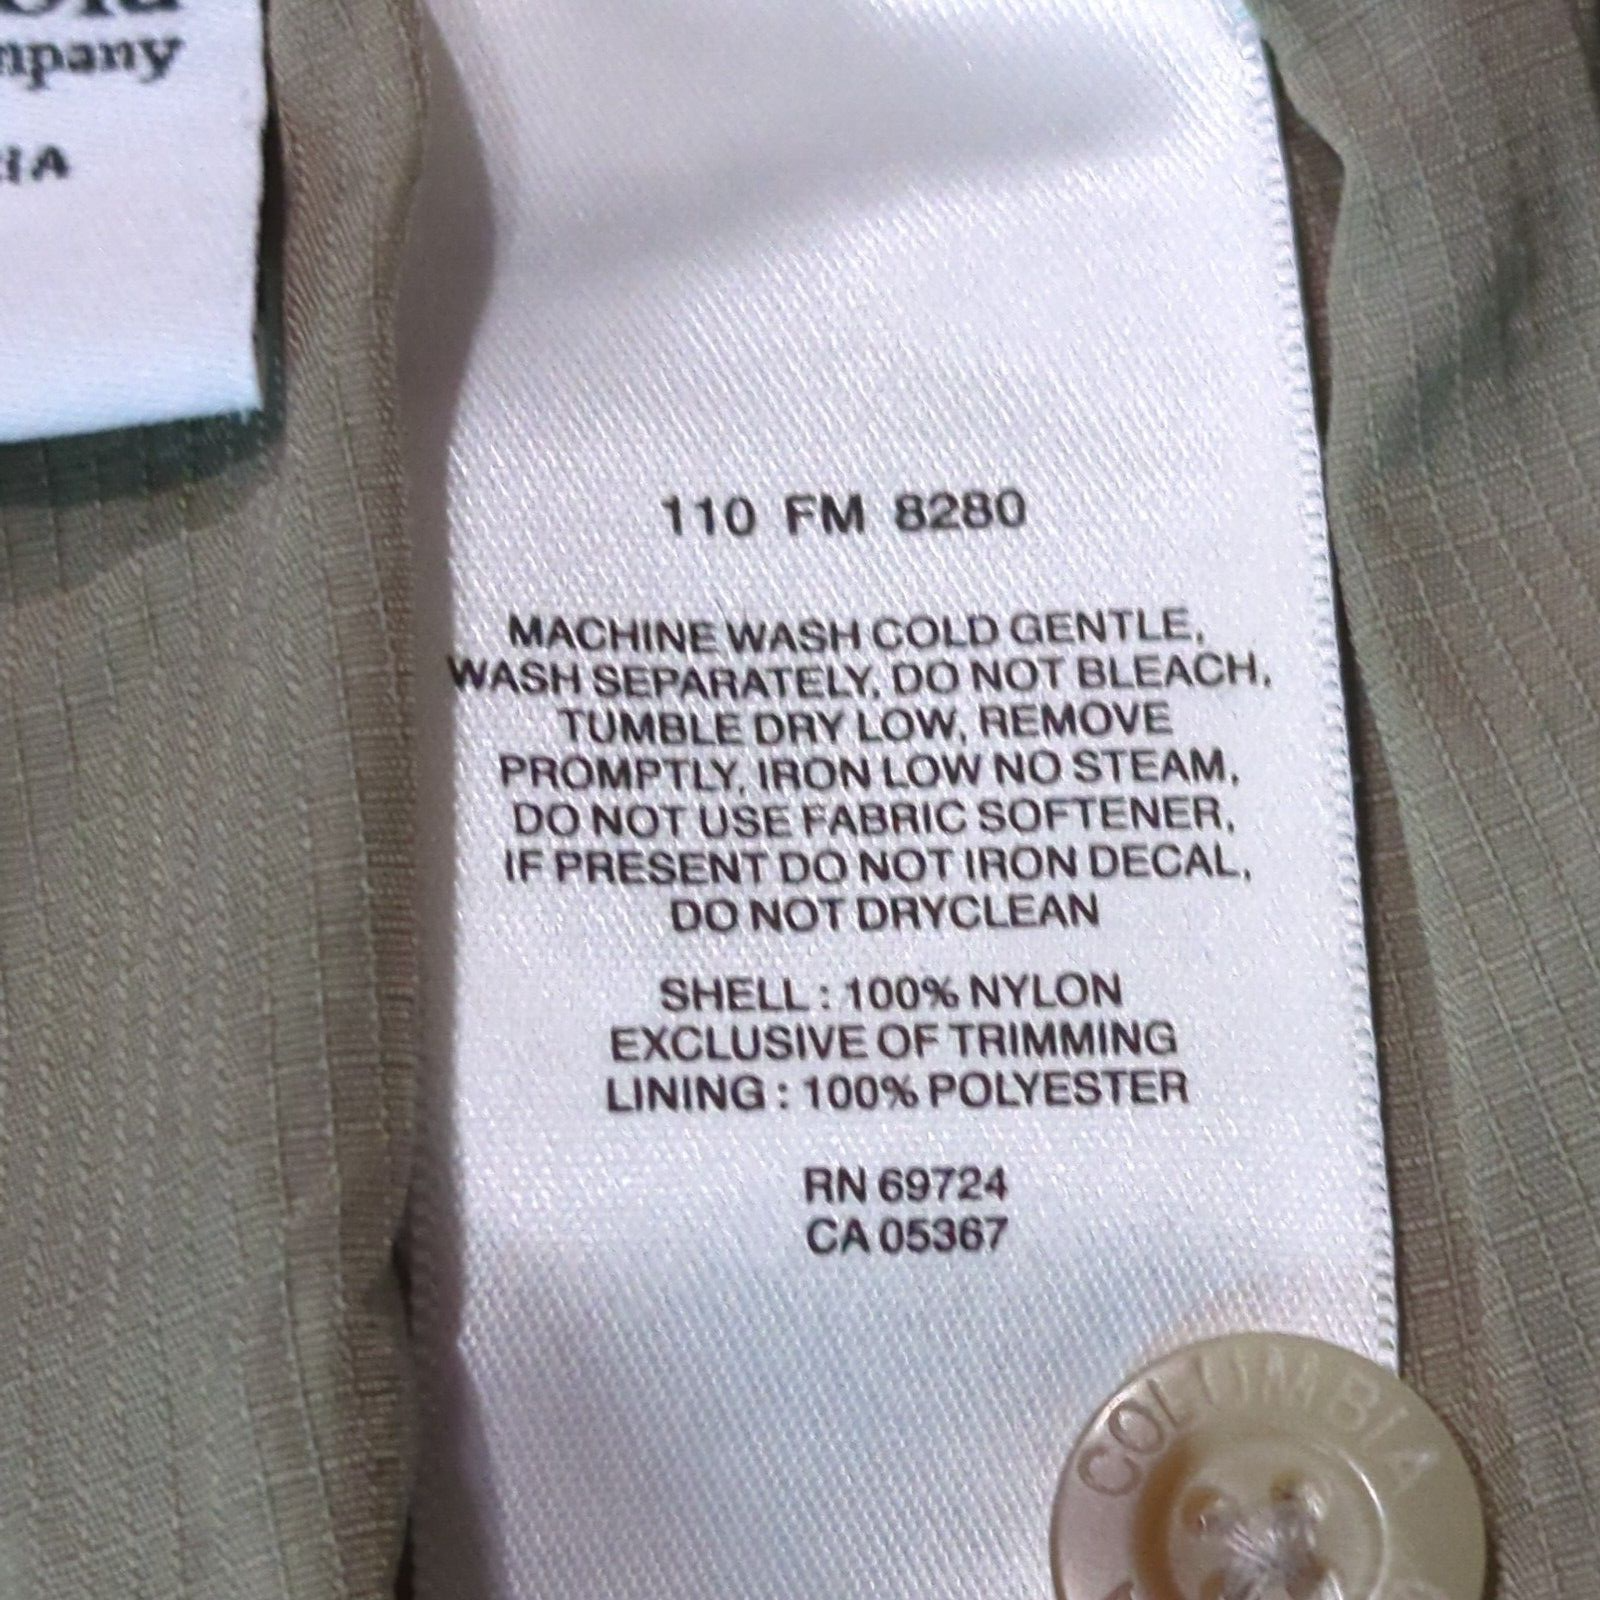 110 FM 8280
MACHINE WASH COLD GENTLE,
WASH SEPARATELY, DO NOT BLEACH,
TUMBLE DRY LOW, REMOVE
PROMPTLY, IRON LOW NO STEAM,
DO NOT USE FABRIC SOFTENER,
IF PRESENT DO NOT IRON DECAL,
DO NOT DRYCLEAN
SHELL : 100% NYLON
EXCLUSIVE OF TRIMMING
LINING : 100% POLYESTER
RN 69724
CA 05367
COLUMBIA